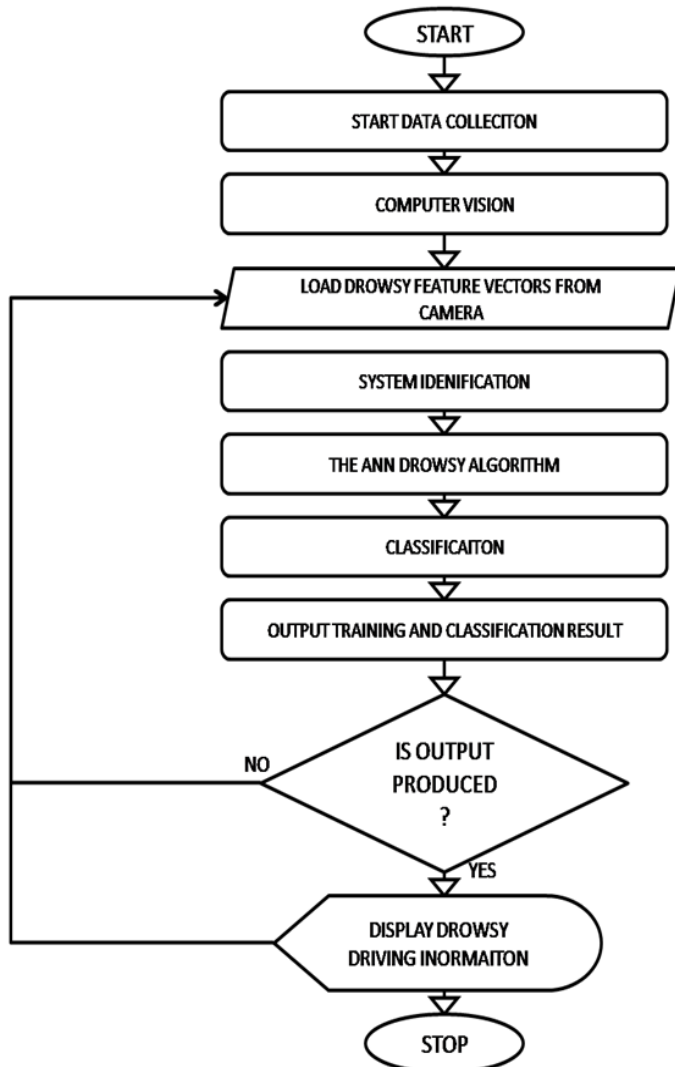 START
START DATA COLLECITON
COMPUTER VISION
LOAD DROWSY FEATURE VECTORS FROM
CAMERA
SYSTEM IDENIFICATION
THE ANN DROWSY ALGORITHM
CLASSIFICAITON
OUTPUT TRAINING AND CLASSIFICATION RESULT
IS OUTPUT
PRODUCED
?
NO
YES
DISPLAY DROWSY
DRIVING INORMAITON
STOP